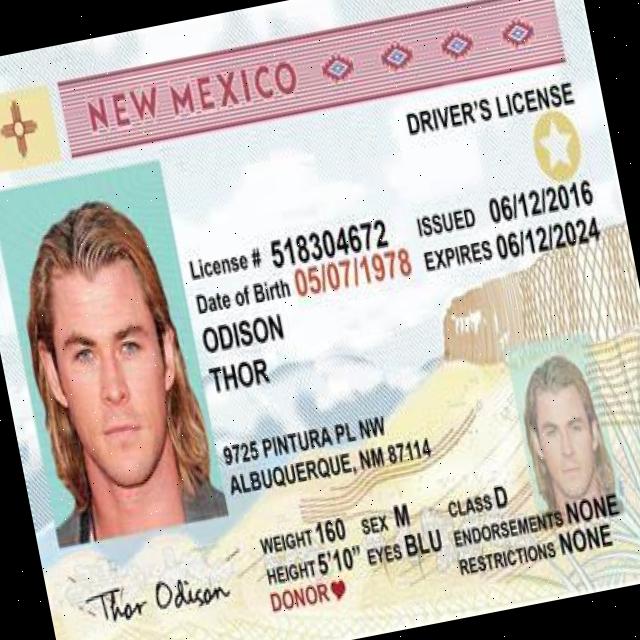 NEW MEXICO
DRIVER'S LICENSE
License # 518304672
ISSUED 06/12/2016
Date of Birth 05/07/1978
EXPIRES 06/12/2024
ODISON
THOR
9725 PINTURA PL NW
ALBUQUERQUE, NM 87114
WEIGHT 160 SEX M CLASS D
HEIGHT 5'10" EYES BLU ENDORSEMENTS NONE
DONOR RESTRICTIONS NONE
Thor Odison